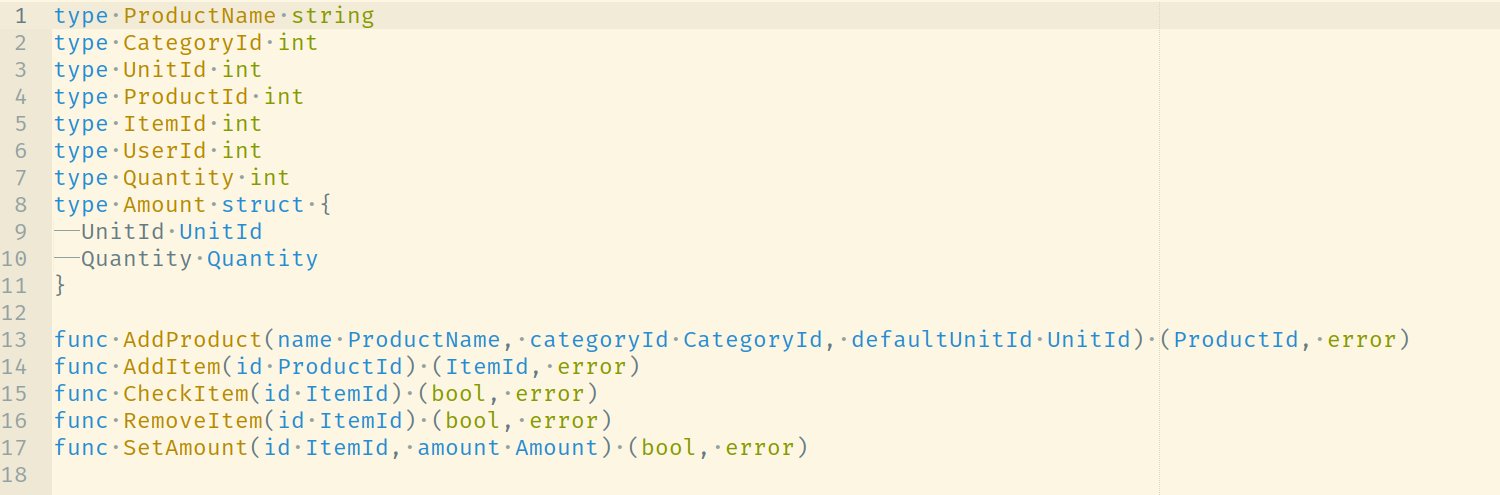 1 type ProductName string
2 type CategoryId int
3 type UnitId int
4 type ProductId int
5 type ItemId int
6 type UserId int
7 type Quantity int
8 type Amount struct {
9 UnitId UnitId
10 Quantity Quantity
11 }
12
13 func AddProduct(name ProductName, categoryId CategoryId, defaultUnitId UnitId) (ProductId, error)
14 func AddItem(id ProductId) (ItemId, error)
15 func CheckItem(id ItemId) (bool, error)
16 func RemoveItem(id ItemId) (bool, error)
17 func SetAmount(id ItemId, amount Amount) (bool, error)
18